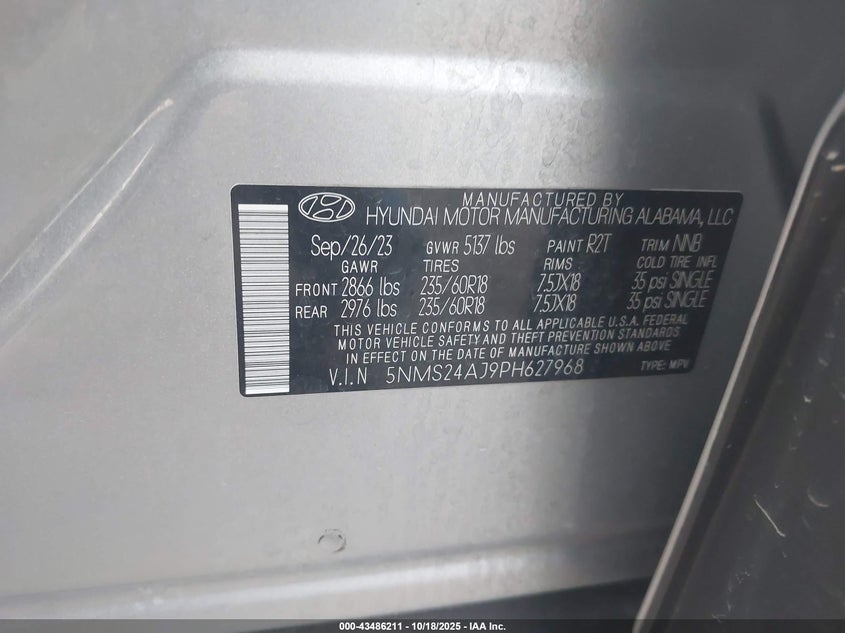 MANUFACTURED BY
HYUNDAI MOTOR MANUFACTURING ALABAMA, LLC
Sep/26/23 GVWR 5137 lbs PAINT R2T TRIM NNB
GAWR TIRES RIMS COLD TIRE INFL
FRONT 2866 lbs 235/60R18 7.5JX18 35 psi SINGLE
REAR 2976 lbs 235/60R18 7.5JX18 35 psi SINGLE
THIS VEHICLE CONFORMS TO ALL APPLICABLE U.S.A. FEDERAL
MOTOR VEHICLE SAFETY AND THEFT PREVENTION STANDARDS
IN EFFECT ON THE DATE OF MANUFACTURE SHOWN ABOVE.
V.I.N 5NMS24AJ9PH627968 TYPE: MPV
000-43486211 - 10/18/2025 - IAA Inc.